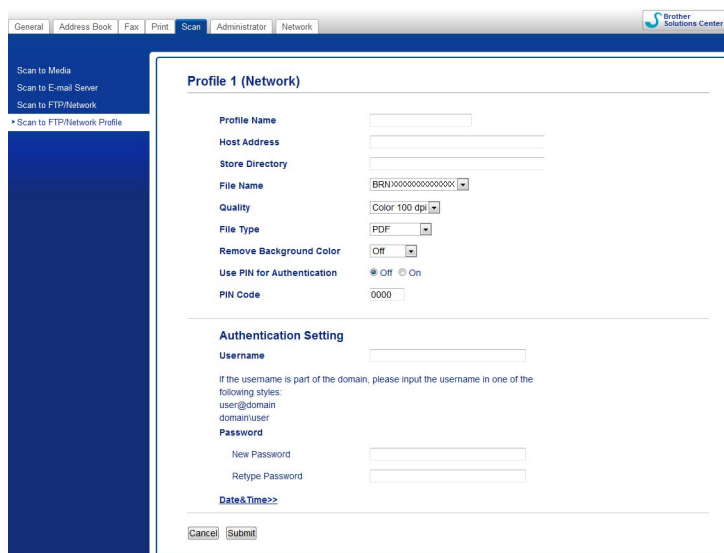 General Address Book Fax Print Scan Administrator Network
Brother
Solutions Center
Scan to Media
Scan to E-mail Server
Scan to FTP/Network
Scan to FTP/Network Profile
Profile 1 (Network)
Profile Name
Host Address
Store Directory
File Name BRNXXXXXXXXXXXX
Quality Color 100 dpi
File Type PDF
Remove Background Color Off
Use PIN for Authentication Off On
PIN Code 0000
Authentication Setting
Username
If the username is part of the domain, please input the username in one of the
following styles:
user@domain
domain\user
Password
New Password
Retype Password
Date&Time>>
Cancel Submit